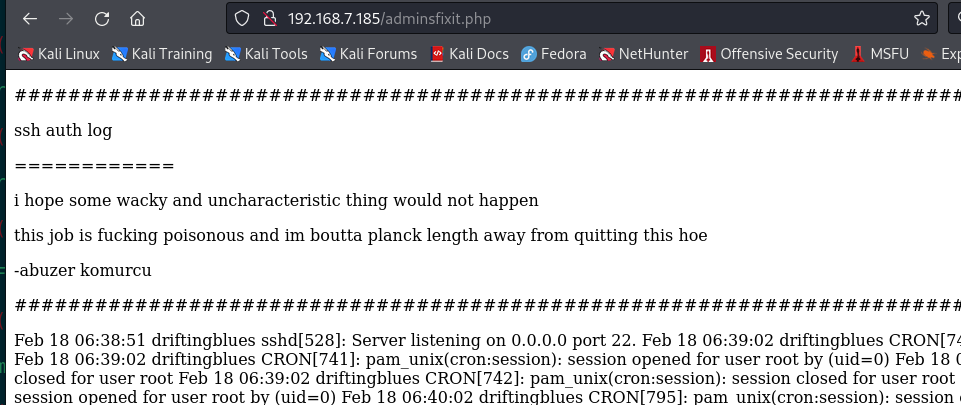 192.168.7.185/adminsfixit.php
Kali Linux Kali Training Kali Tools Kali Forums Kali Docs Fedora NetHunter Offensive Security MSFU
################################################################################
ssh auth log
============
i hope some wacky and uncharacteristic thing would not happen
this job is fucking poisonous and im boutta planck length away from quitting this hoe
-abuzer komurcu
################################################################################
Feb 18 06:38:51 driftingblues sshd[528]: Server listening on 0.0.0.0 port 22. Feb 18 06:39:02 driftingblues
Feb 18 06:39:02 driftingblues CRON[741]: pam_unix(cron:session): session opened for user root by (uid=0) Feb 18
closed for user root Feb 18 06:39:02 driftingblues CRON[742]: pam_unix(cron:session): session closed for user root
session opened for user root by (uid=0) Feb 18 06:40:02 driftingblues CRON[795]: pam_unix(cron:session): session